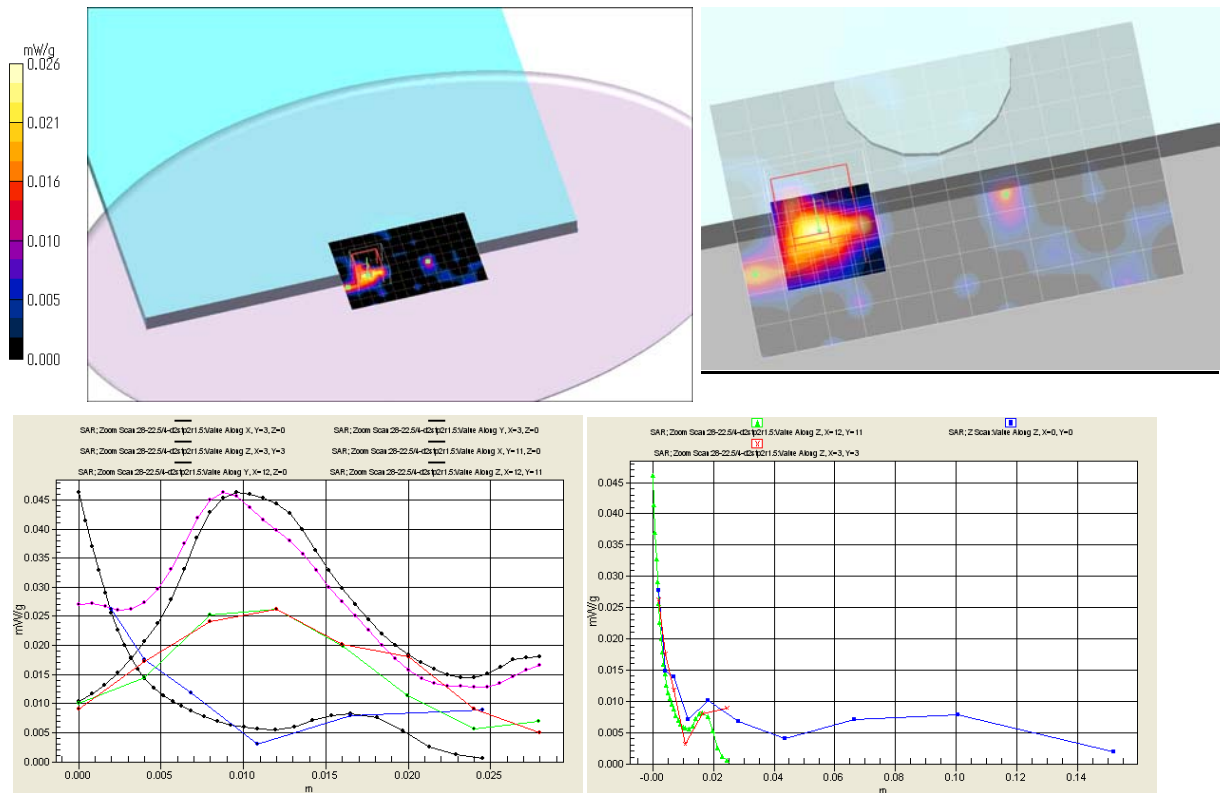 mW/g
0.026
0.021
0.016
0.010
0.005
0.000
SAR; Zoom Scan:28-22.5/4-d2sfp2r1.5:Value Along X, Y=3, Z=0
SAR; Zoom Scan:28-22.5/4-d2sfp2r1.5:Value Along Y, X=3, Z=0
SAR; Zoom Scan:28-22.5/4-d2sfp2r1.5:Value Along Z, X=3, Y=3
SAR; Zoom Scan:28-22.5/4-d2sfp2r1.5:Value Along X, Y=11, Z=0
SAR; Zoom Scan:28-22.5/4-d2sfp2r1.5:Value Along Y, X=12, Z=0
SAR; Zoom Scan:28-22.5/4-d2sfp2r1.5:Value Along Z, X=12, Y=11
0.045
0.040
0.035
0.030
0.025
0.020
0.015
0.010
0.005
0.000
mW/g
0.000 0.005 0.010 0.015 0.020 0.025
m
SAR; Zoom Scan:28-22.5/4-d2sfp2r1.5:Value Along Z, X=12, Y=11
SAR; Z Scan:Value Along Z, X=0, Y=0
SAR; Zoom Scan:28-22.5/4-d2sfp2r1.5:Value Along Z, X=3, Y=3
0.045
0.040
0.035
0.030
0.025
0.020
0.015
0.010
0.005
0.000
mW/g
-0.00 0.02 0.04 0.06 0.08 0.10 0.12 0.14
m